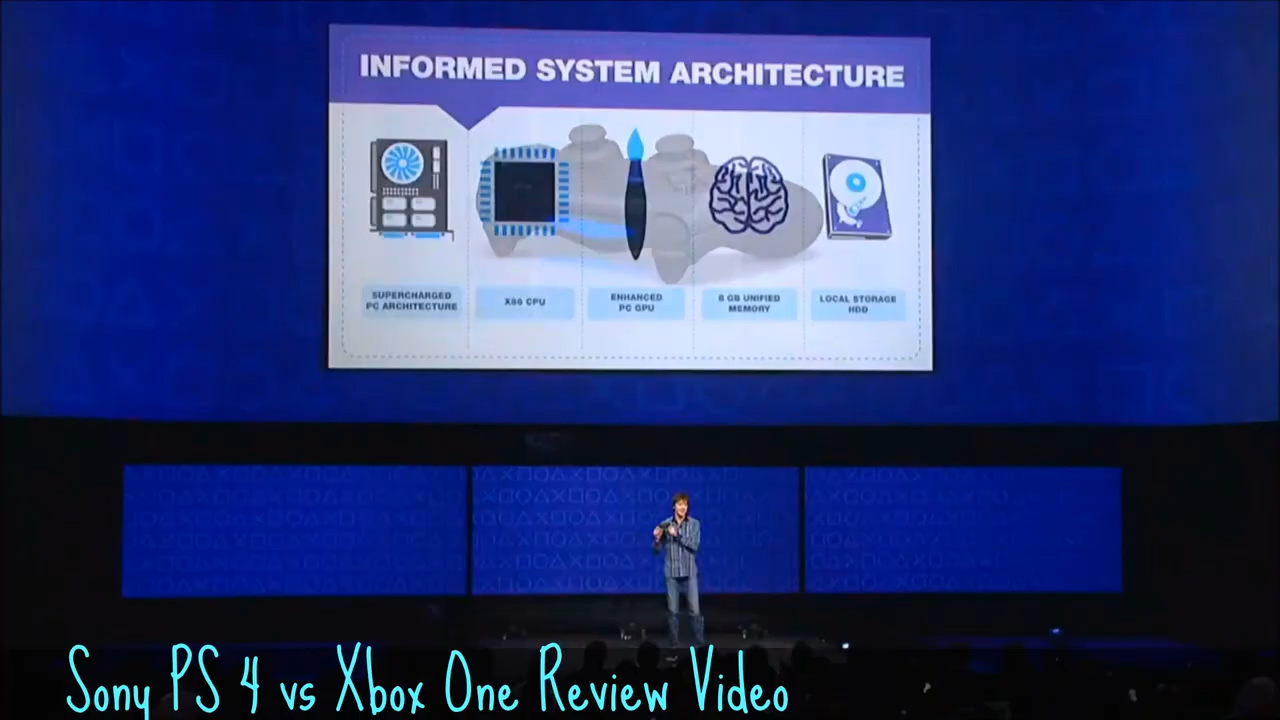 INFORMED SYSTEM ARCHITECTURE
SUPERCHARGED
PC ARCHITECTURE
X86 CPU
ENHANCED
PC GPU
8 GB UNIFIED
MEMORY
LOCAL STORAGE
HDD
Sony PS 4 vs Xbox One Review Video